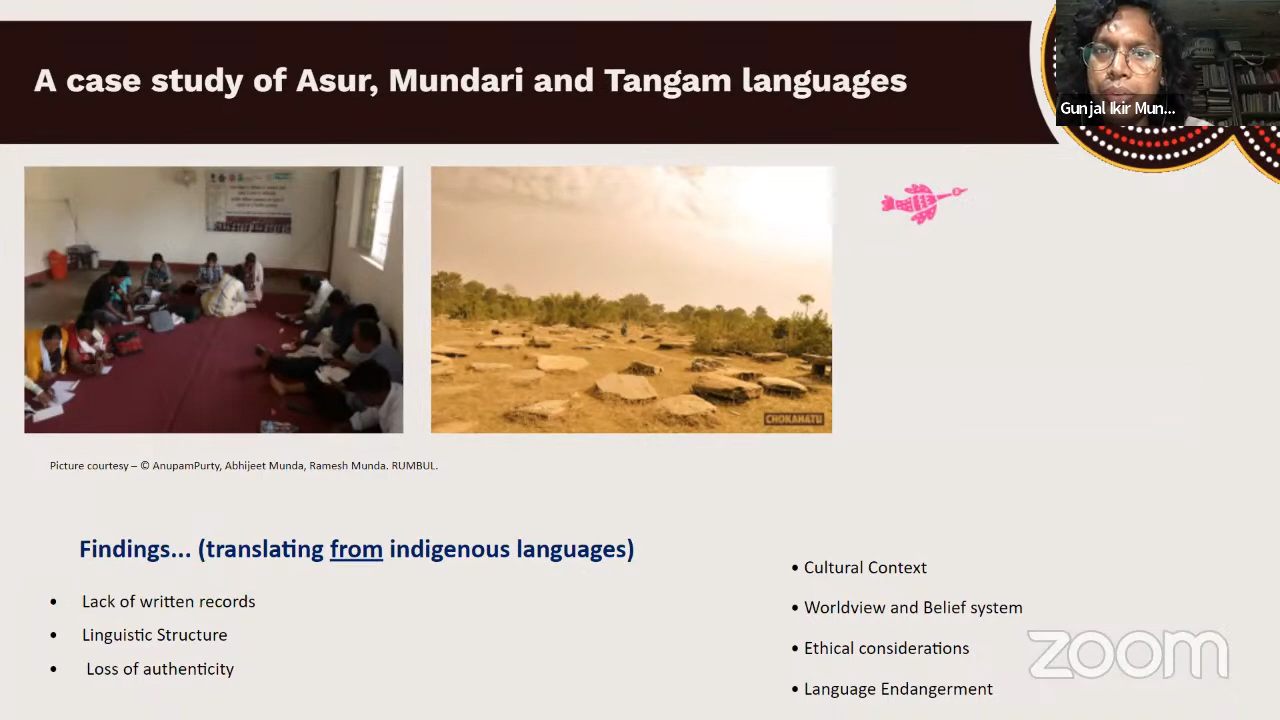 A case study of Asur, Mundari and Tangam languages
Gunjal Ikir Mun...
CHOKAHATU
Picture courtesy – © AnupamPurty, Abhijeet Munda, Ramesh Munda. RUMBUL.
Findings... (translating from indigenous languages)
• Lack of written records
• Linguistic Structure
• Loss of authenticity
• Cultural Context
• Worldview and Belief system
• Ethical considerations
• Language Endangerment
zoom